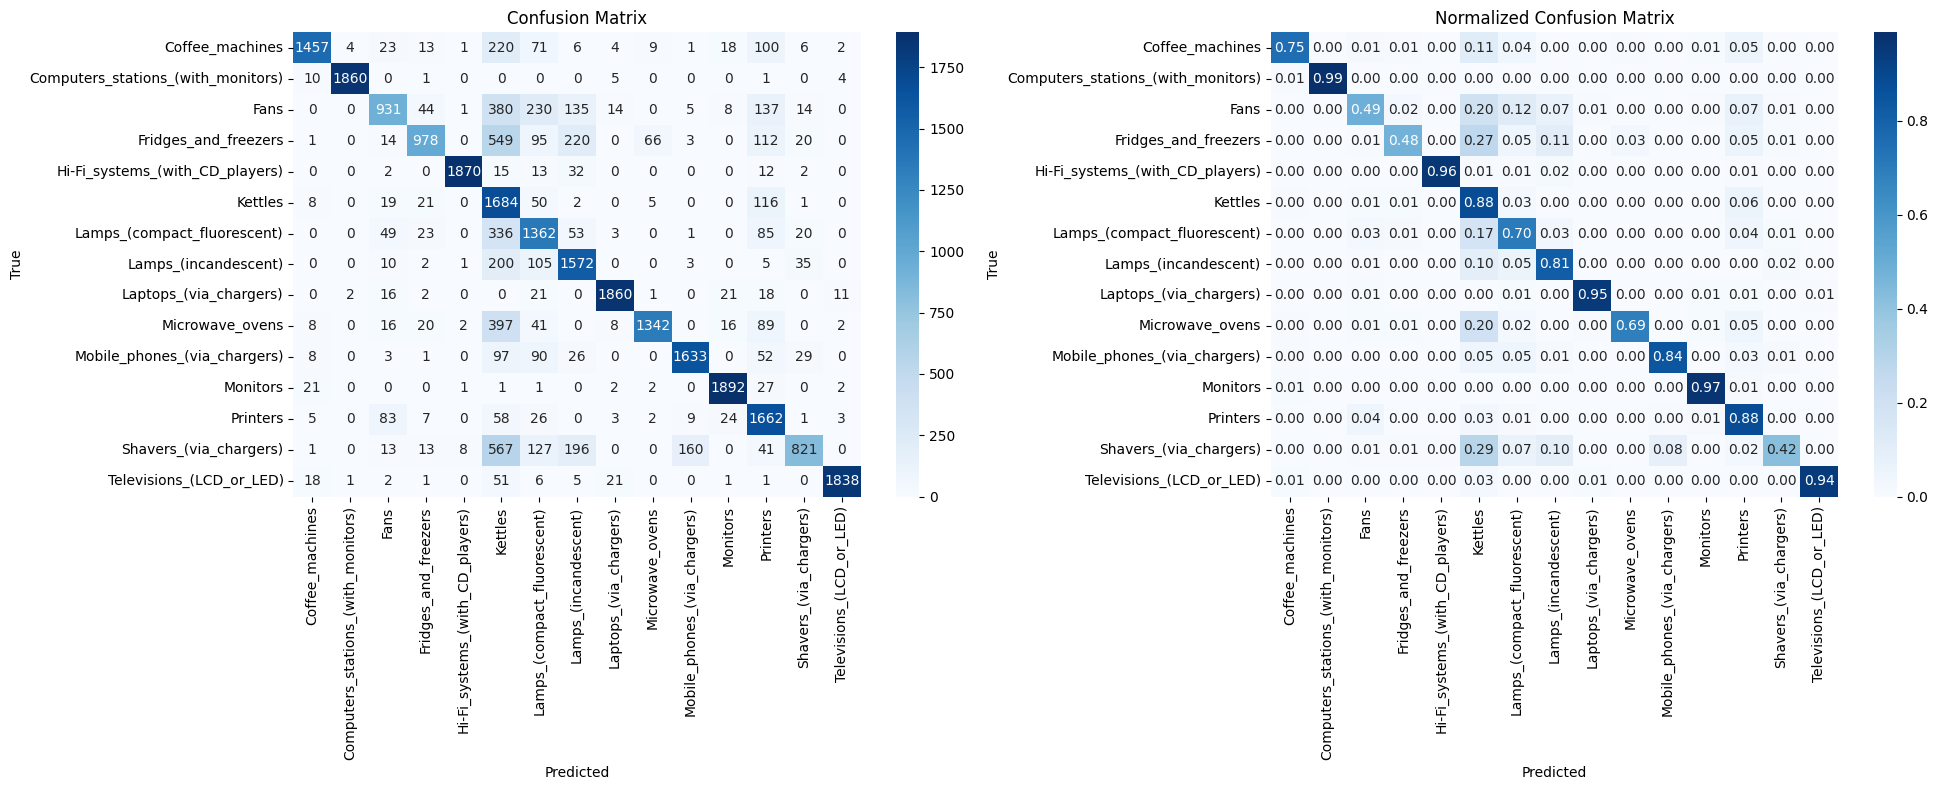 Confusion Matrix
True
Coffee_machines 1457 4 23 13 1 220 71 6 4 9 1 18 100 6 2
Computers_stations_(with_monitors) 10 1860 0 1 0 0 0 0 5 0 0 0 1 0 4
Fans 0 0 931 44 1 380 230 135 14 0 5 8 137 14 0
Fridges_and_freezers 1 0 14 978 0 549 95 220 0 66 3 0 112 20 0
Hi-Fi_systems_(with_CD_players) 0 0 2 0 1870 15 13 32 0 0 0 0 12 2 0
Kettles 8 0 19 21 0 1684 50 2 0 5 0 0 116 1 0
Lamps_(compact_fluorescent) 0 0 49 23 0 336 1362 53 3 0 1 0 85 20 0
Lamps_(incandescent) 0 0 10 2 1 200 105 1572 0 0 3 0 5 35 0
Laptops_(via_chargers) 0 2 16 2 0 0 21 0 1860 1 0 21 18 0 11
Microwave_ovens 8 0 16 20 2 397 41 0 8 1342 0 16 89 0 2
Mobile_phones_(via_chargers) 8 0 3 1 0 97 90 26 0 0 1633 0 52 29 0
Monitors 21 0 0 0 1 1 1 0 2 2 0 1892 27 0 2
Printers 5 0 83 7 0 58 26 0 3 2 9 24 1662 1 3
Shavers_(via_chargers) 1 0 13 13 8 567 127 196 0 0 160 0 41 821 0
Televisions_(LCD_or_LED) 18 1 2 1 0 51 6 5 21 0 0 1 1 0 1838
Coffee_machines
Computers_stations_(with_monitors)
Fans
Fridges_and_freezers
Hi-Fi_systems_(with_CD_players)
Kettles
Lamps_(compact_fluorescent)
Lamps_(incandescent)
Laptops_(via_chargers)
Microwave_ovens
Mobile_phones_(via_chargers)
Monitors
Printers
Shavers_(via_chargers)
Televisions_(LCD_or_LED)
Predicted
1750
1500
1250
1000
750
500
250
0
Normalized Confusion Matrix
True
Coffee_machines 0.75 0.00 0.01 0.01 0.00 0.11 0.04 0.00 0.00 0.00 0.00 0.01 0.05 0.00 0.00
Computers_stations_(with_monitors) 0.01 0.99 0.00 0.00 0.00 0.00 0.00 0.00 0.00 0.00 0.00 0.00 0.00 0.00 0.00
Fans 0.00 0.00 0.49 0.02 0.00 0.20 0.12 0.07 0.01 0.00 0.00 0.00 0.07 0.01 0.00
Fridges_and_freezers 0.00 0.00 0.01 0.48 0.00 0.27 0.05 0.11 0.00 0.03 0.00 0.00 0.05 0.01 0.00
Hi-Fi_systems_(with_CD_players) 0.00 0.00 0.00 0.00 0.96 0.01 0.01 0.02 0.00 0.00 0.00 0.00 0.01 0.00 0.00
Kettles 0.00 0.00 0.01 0.01 0.00 0.88 0.03 0.00 0.00 0.00 0.00 0.00 0.06 0.00 0.00
Lamps_(compact_fluorescent) 0.00 0.00 0.03 0.01 0.00 0.17 0.70 0.03 0.00 0.00 0.00 0.00 0.04 0.01 0.00
Lamps_(incandescent) 0.00 0.00 0.01 0.00 0.00 0.10 0.05 0.81 0.00 0.00 0.00 0.00 0.00 0.02 0.00
Laptops_(via_chargers) 0.00 0.00 0.01 0.00 0.00 0.00 0.01 0.00 0.95 0.00 0.00 0.01 0.01 0.00 0.01
Microwave_ovens 0.00 0.00 0.01 0.01 0.00 0.20 0.02 0.00 0.00 0.69 0.00 0.01 0.05 0.00 0.00
Mobile_phones_(via_chargers) 0.00 0.00 0.00 0.00 0.00 0.05 0.05 0.01 0.00 0.00 0.84 0.00 0.03 0.01 0.00
Monitors 0.01 0.00 0.00 0.00 0.00 0.00 0.00 0.00 0.00 0.00 0.00 0.97 0.01 0.00 0.00
Printers 0.00 0.00 0.04 0.00 0.00 0.03 0.01 0.00 0.00 0.00 0.00 0.01 0.88 0.00 0.00
Shavers_(via_chargers) 0.00 0.00 0.01 0.01 0.00 0.29 0.07 0.10 0.00 0.00 0.08 0.00 0.02 0.42 0.00
Televisions_(LCD_or_LED) 0.01 0.00 0.00 0.00 0.00 0.03 0.00 0.00 0.01 0.00 0.00 0.00 0.00 0.00 0.94
Coffee_machines
Computers_stations_(with_monitors)
Fans
Fridges_and_freezers
Hi-Fi_systems_(with_CD_players)
Kettles
Lamps_(compact_fluorescent)
Lamps_(incandescent)
Laptops_(via_chargers)
Microwave_ovens
Mobile_phones_(via_chargers)
Monitors
Printers
Shavers_(via_chargers)
Televisions_(LCD_or_LED)
Predicted
0.8
0.6
0.4
0.2
0.0